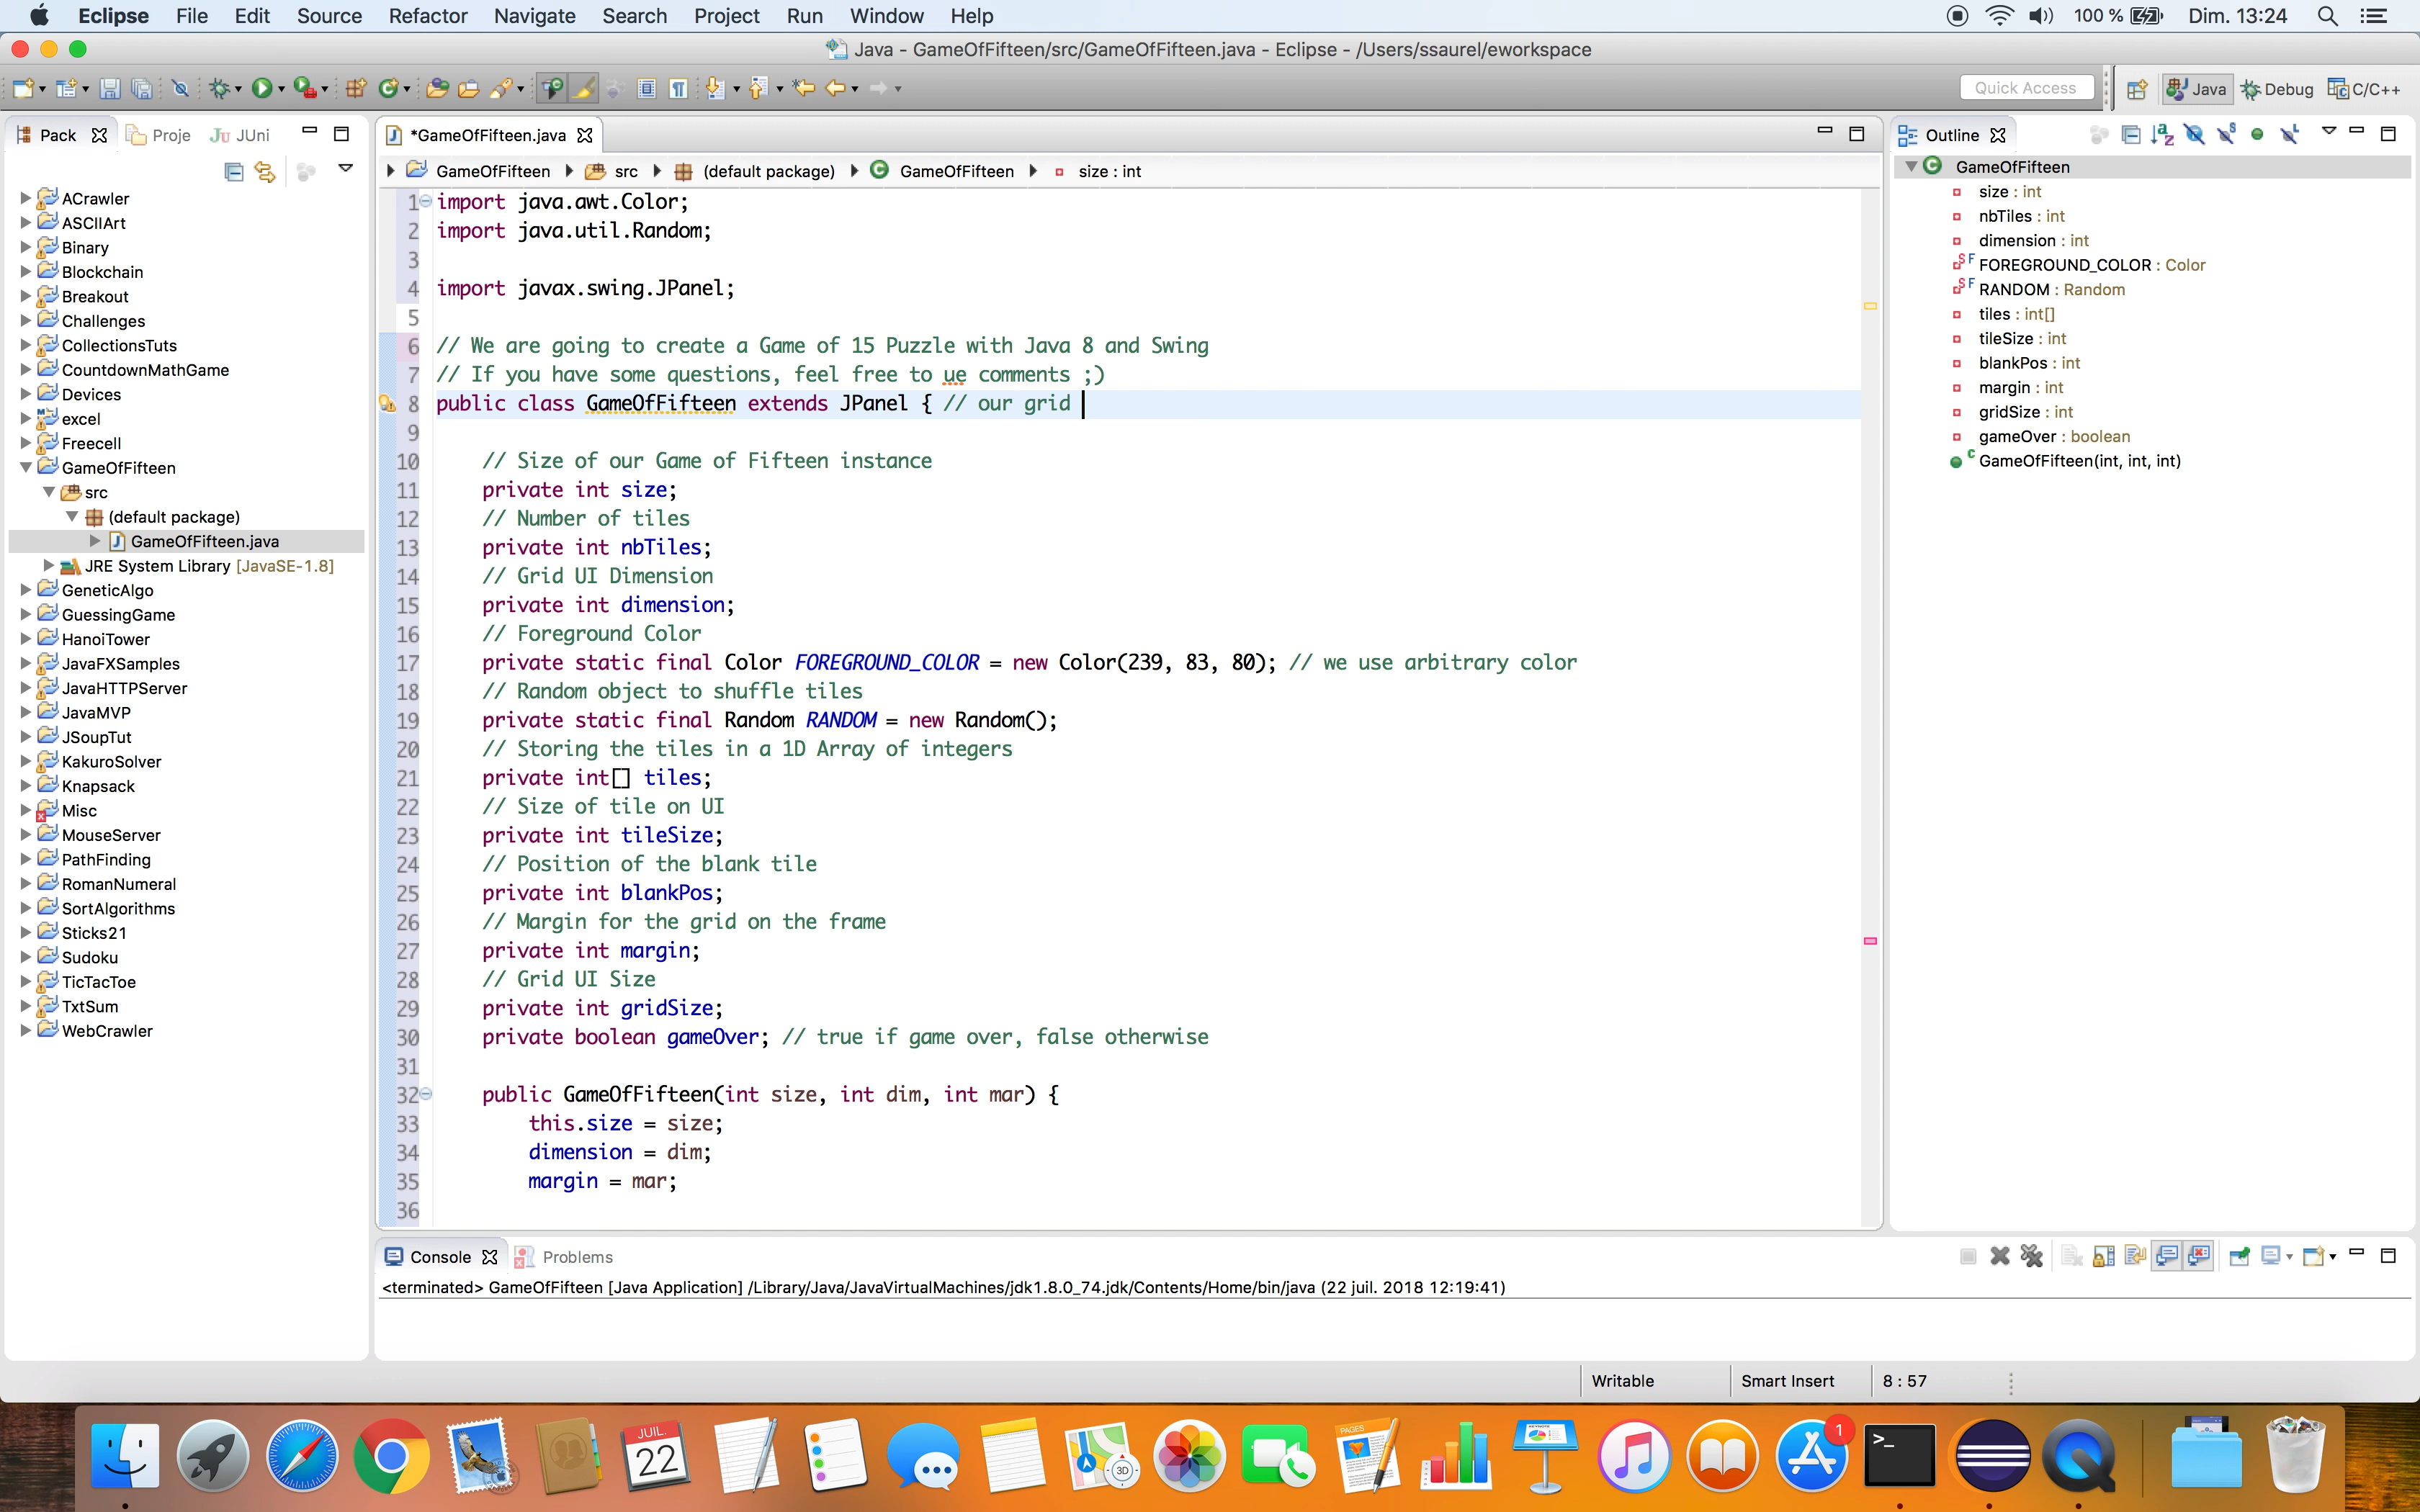 Eclipse File Edit Source Refactor Navigate Search Project Run Window Help 100 % Dim. 13:24
Java - GameOfFifteen/src/GameOfFifteen.java - Eclipse - /Users/ssaurel/eworkspace
Quick Access Java Debug C/C++
Pack Proje JUni
ACrawler
ASCIIArt
Binary
Blockchain
Breakout
Challenges
CollectionsTuts
CountdownMathGame
Devices
excel
Freecell
GameOfFifteen
src
(default package)
GameOfFifteen.java
JRE System Library [JavaSE-1.8]
GeneticAlgo
GuessingGame
HanoiTower
JavaFXSamples
JavaHTTPServer
JavaMVP
JSoupTut
KakuroSolver
Knapsack
Misc
MouseServer
PathFinding
RomanNumeral
SortAlgorithms
Sticks21
Sudoku
TicTacToe
TxtSum
WebCrawler
*GameOfFifteen.java
GameOfFifteen src (default package) GameOfFifteen size : int
1 import java.awt.Color;
2 import java.util.Random;
3
4 import javax.swing.JPanel;
5
6 // We are going to create a Game of 15 Puzzle with Java 8 and Swing
7 // If you have some questions, feel free to ue comments ;)
8 public class GameOfFifteen extends JPanel { // our grid
9
10 // Size of our Game of Fifteen instance
11 private int size;
12 // Number of tiles
13 private int nbTiles;
14 // Grid UI Dimension
15 private int dimension;
16 // Foreground Color
17 private static final Color FOREGROUND_COLOR = new Color(239, 83, 80); // we use arbitrary color
18 // Random object to shuffle tiles
19 private static final Random RANDOM = new Random();
20 // Storing the tiles in a 1D Array of integers
21 private int[] tiles;
22 // Size of tile on UI
23 private int tileSize;
24 // Position of the blank tile
25 private int blankPos;
26 // Margin for the grid on the frame
27 private int margin;
28 // Grid UI Size
29 private int gridSize;
30 private boolean gameOver; // true if game over, false otherwise
31
32 public GameOfFifteen(int size, int dim, int mar) {
33 this.size = size;
34 dimension = dim;
35 margin = mar;
36
Outline
GameOfFifteen
size : int
nbTiles : int
dimension : int
FOREGROUND_COLOR : Color
RANDOM : Random
tiles : int[]
tileSize : int
blankPos : int
margin : int
gridSize : int
gameOver : boolean
GameOfFifteen(int, int, int)
Console Problems
<terminated> GameOfFifteen [Java Application] /Library/Java/JavaVirtualMachines/jdk1.8.0_74.jdk/Contents/Home/bin/java (22 juil. 2018 12:19:41)
Writable Smart Insert 8 : 57
JUIL.
22
3D
PAGES
1
>_